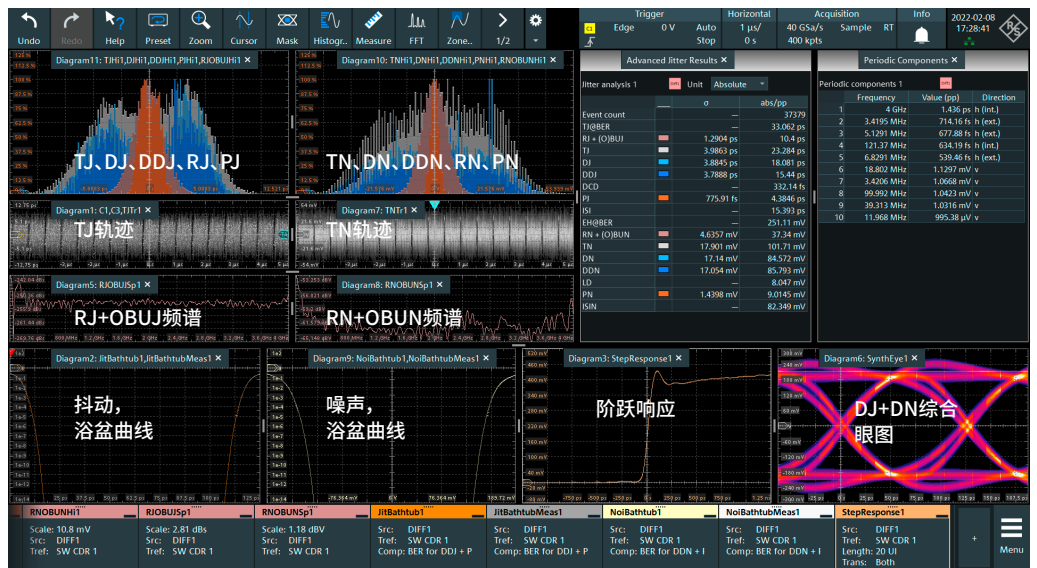 Undo
Redo
Help
Preset
Zoom
Cursor
Mask
Histogr..
Measure
FFT
Zone..
1/2
Trigger
C1 Edge 0 V Auto
Stop
Horizontal
1 µs/
0 s
Acquisition
40 GSa/s Sample RT
400 kpts
Info
2022-02-08
17:28:41
Diagram11: TJHi1,DJHi1,DDJHi1,PJHi1,RJOBUJHi1 ×
TJ、DJ、DDJ、RJ、PJ
Diagram10: TNHi1,DNHi1,DDNHi1,PNHi1,RNOBUNHi1 ×
TN、DN、DDN、RN、PN
Diagram1: C1,C3,TJTr1 ×
TJ轨迹
Diagram7: TNTr1 ×
TN轨迹
Diagram5: RJOBUJSp1 ×
RJ+OBUJ频谱
Diagram8: RNOBUNSp1 ×
RN+OBUN频谱
Advanced Jitter Results ×
Jitter analysis 1 Unit Absolute
σ abs/pp
Event count --- 37379
TJ@BER --- 33.062 ps
RJ + (O)BUJ 1.2904 ps 10.4 ps
TJ 3.9863 ps 23.284 ps
DJ 3.8845 ps 18.081 ps
DDJ 3.7888 ps 15.44 ps
DCD --- 332.14 fs
PJ 775.91 fs 4.3846 ps
ISI --- 15.393 ps
EH@BER --- 251.11 mV
RN + (O)BUN 4.6357 mV 37.34 mV
TN 17.901 mV 101.71 mV
DN 17.14 mV 84.572 mV
DDN 17.054 mV 85.793 mV
LD --- 8.047 mV
PN 1.4398 mV 9.0145 mV
ISIN --- 82.349 mV
Periodic Components ×
Periodic components 1
Frequency Value (pp) Direction
1 4 GHz 1.436 ps h (int.)
2 3.4195 MHz 714.16 fs h (ext.)
3 5.1291 MHz 677.88 fs h (ext.)
4 121.37 MHz 634.19 fs h (int.)
5 6.8291 MHz 539.46 fs h (ext.)
6 18.802 MHz 1.1297 mV v
7 3.4206 MHz 1.0668 mV v
8 99.992 MHz 1.0423 mV v
9 39.313 MHz 1.0316 mV v
10 11.968 MHz 995.38 µV v
Diagram2: JitBathtub1,JitBathtubMeas1 ×
抖动，
浴盆曲线
Diagram9: NoiBathtub1,NoiBathtubMeas1 ×
噪声，
浴盆曲线
-76.364 mV 0 V 76.364 mV 189.72 mV
Diagram3: StepResponse1 ×
阶跃响应
Diagram6: SynthEye1 ×
DJ+DN综合
眼图
RNOBUNHi1
Scale: 10.8 mV
Src: DIFF1
Tref: SW CDR 1
RJOBUJSp1
Scale: 2.81 dBs
Src: DIFF1
Tref: SW CDR 1
RNOBUNSp1
Scale: 1.18 dBV
Src: DIFF1
Tref: SW CDR 1
JitBathtub1
Src: DIFF1
Tref: SW CDR 1
Comp: BER for DDJ + P
JitBathtubMeas1
Src: DIFF1
Tref: SW CDR 1
Comp: BER for DDJ + P
NoiBathtub1
Src: DIFF1
Tref: SW CDR 1
Comp: BER for DDN + I
NoiBathtubMeas1
Src: DIFF1
Tref: SW CDR 1
Comp: BER for DDN + I
StepResponse1
Src: DIFF1
Tref: SW CDR 1
Length: 20 UI
Trans: Both
+
Menu